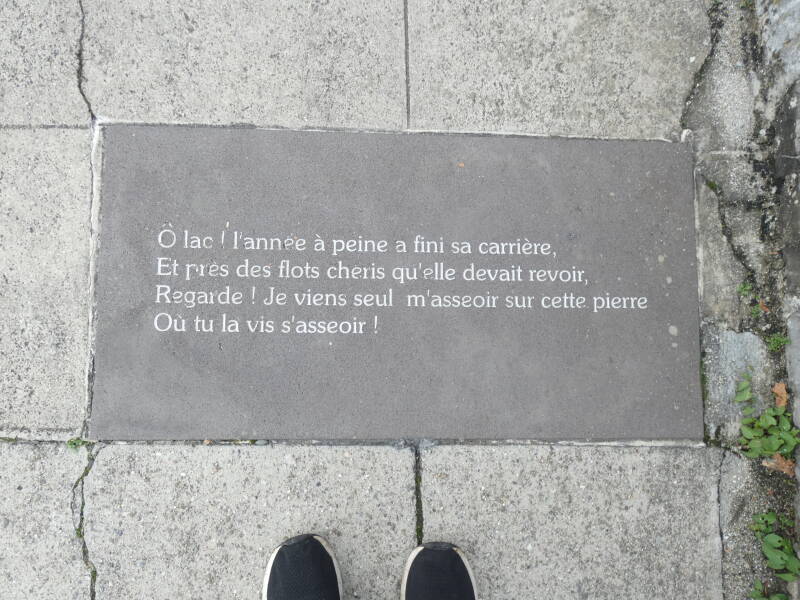 Ô lac ! l'année à peine a fini sa carrière,
Et près des flots chéris qu'elle devait revoir,
Regarde ! Je viens seul m'asseoir sur cette pierre
Où tu la vis s'asseoir !